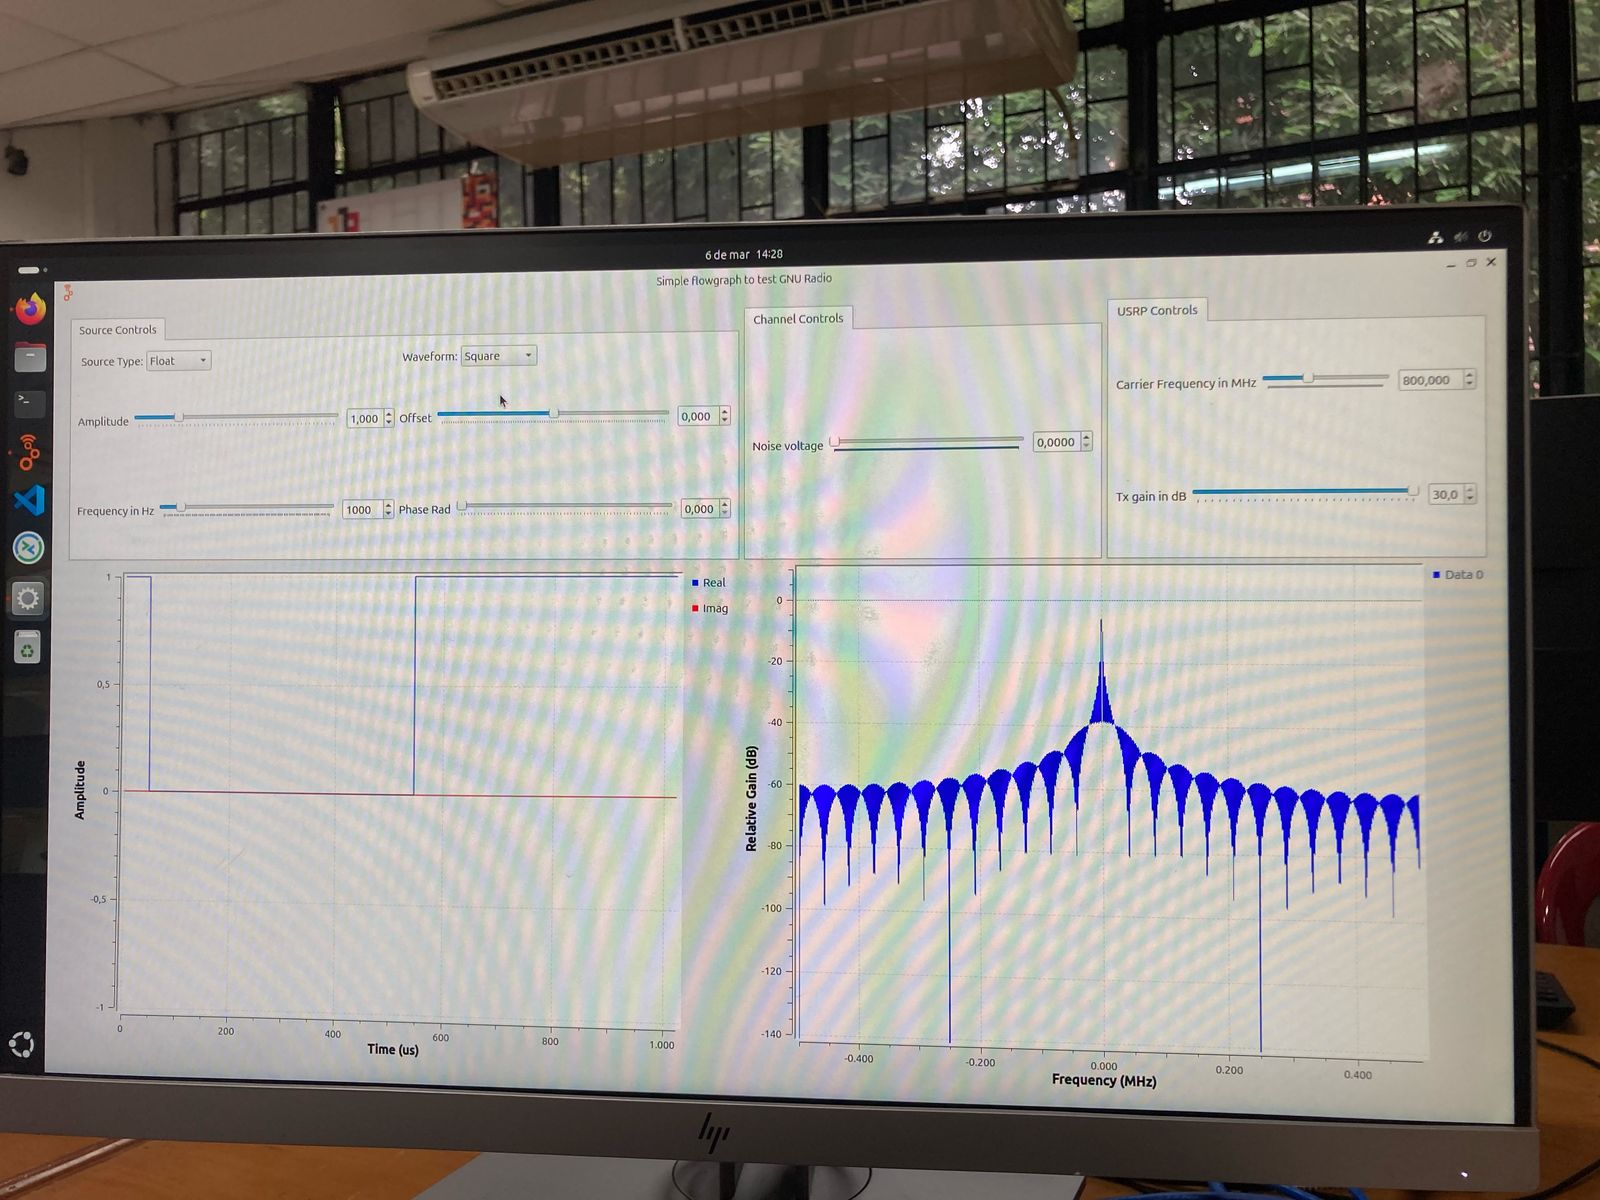 6 de mar 14:28
Simple flowgraph to test GNU Radio
Source Controls
Source Type: Float
Waveform: Square
Amplitude 1,000
Offset 0,000
Frequency in Hz 1000
Phase Rad 0,000
Channel Controls
Noise voltage 0,0000
USRP Controls
Carrier Frequency in MHz 800,000
Tx gain in dB 30,0
Real
Imag
1
0,5
0
-0,5
-1
Amplitude
0 200 400 600 800 1.000
Time (us)
Data 0
0
-20
-40
-60
-80
-100
-120
-140
Relative Gain (dB)
-0.400 -0.200 0.000 0.200 0.400
Frequency (MHz)
hp